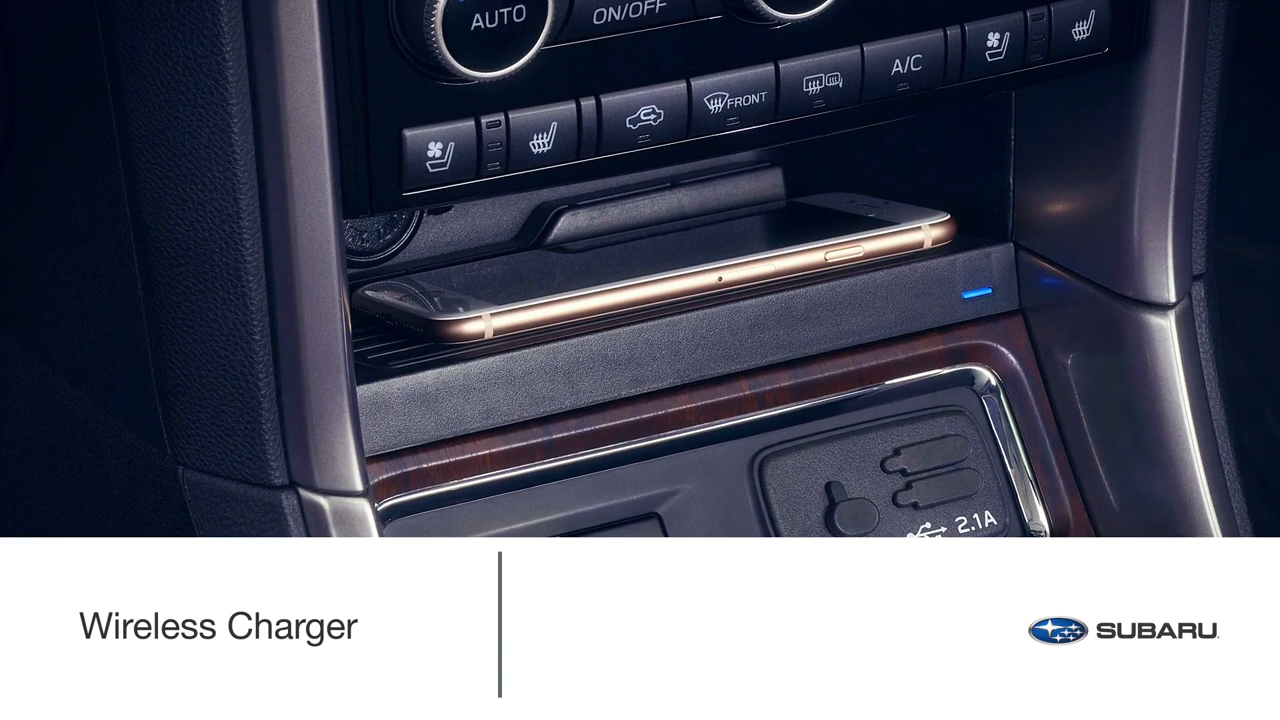 AUTO
ON/OFF
FRONT
A/C
2.1A
Wireless Charger
SUBARU